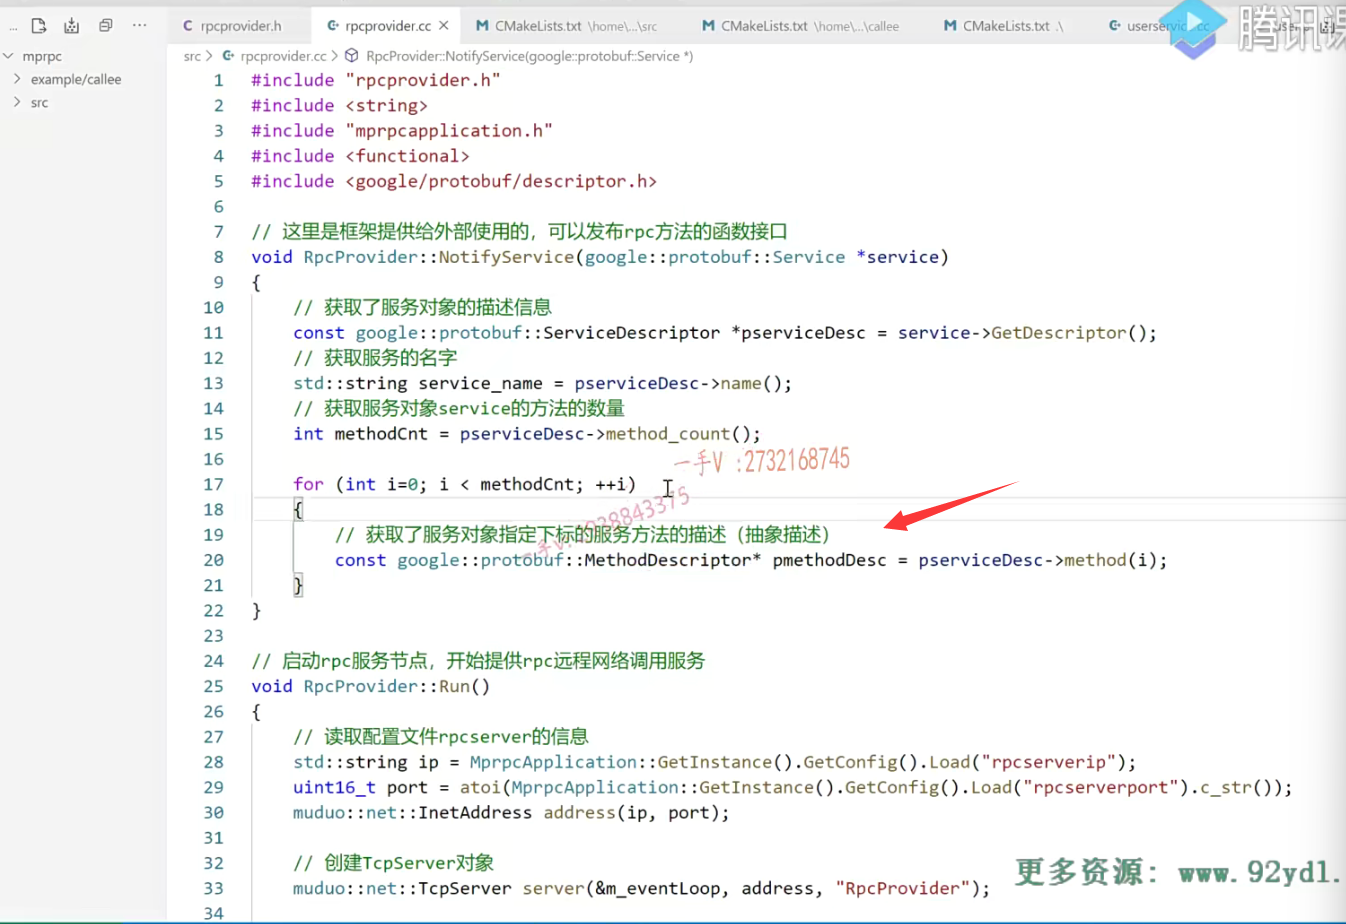 rpcprovider.h
rpcprovider.cc
CMakeLists.txt \home\...\src
CMakeLists.txt \home\...\callee
CMakeLists.txt .\
腾讯课
mprpc
example/callee
src
src > rpcprovider.cc > RpcProvider::NotifyService(google::protobuf::Service *)
1 #include "rpcprovider.h"
2 #include <string>
3 #include "mprpcapplication.h"
4 #include <functional>
5 #include <google/protobuf/descriptor.h>
6
7 // 这里是框架提供给外部使用的，可以发布rpc方法的函数接口
8 void RpcProvider::NotifyService(google::protobuf::Service *service)
9 {
10 // 获取了服务对象的描述信息
11 const google::protobuf::ServiceDescriptor *pserviceDesc = service->GetDescriptor();
12 // 获取服务的名字
13 std::string service_name = pserviceDesc->name();
14 // 获取服务对象service的方法的数量
15 int methodCnt = pserviceDesc->method_count();
16
一手V :2732168745
17 for (int i=0; i < methodCnt; ++i)
18 {
19 // 获取了服务对象指定下标的服务方法的描述（抽象描述）
20 const google::protobuf::MethodDescriptor* pmethodDesc = pserviceDesc->method(i);
21 }
22 }
23
24 // 启动rpc服务节点，开始提供rpc远程网络调用服务
25 void RpcProvider::Run()
26 {
27 // 读取配置文件rpcserver的信息
28 std::string ip = MprpcApplication::GetInstance().GetConfig().Load("rpcserverip");
29 uint16_t port = atoi(MprpcApplication::GetInstance().GetConfig().Load("rpcserverport").c_str());
30 muduo::net::InetAddress address(ip, port);
31
32 // 创建TcpServer对象
33 muduo::net::TcpServer server(&m_eventLoop, address, "RpcProvider");
34
更多资源：www.92yd1.